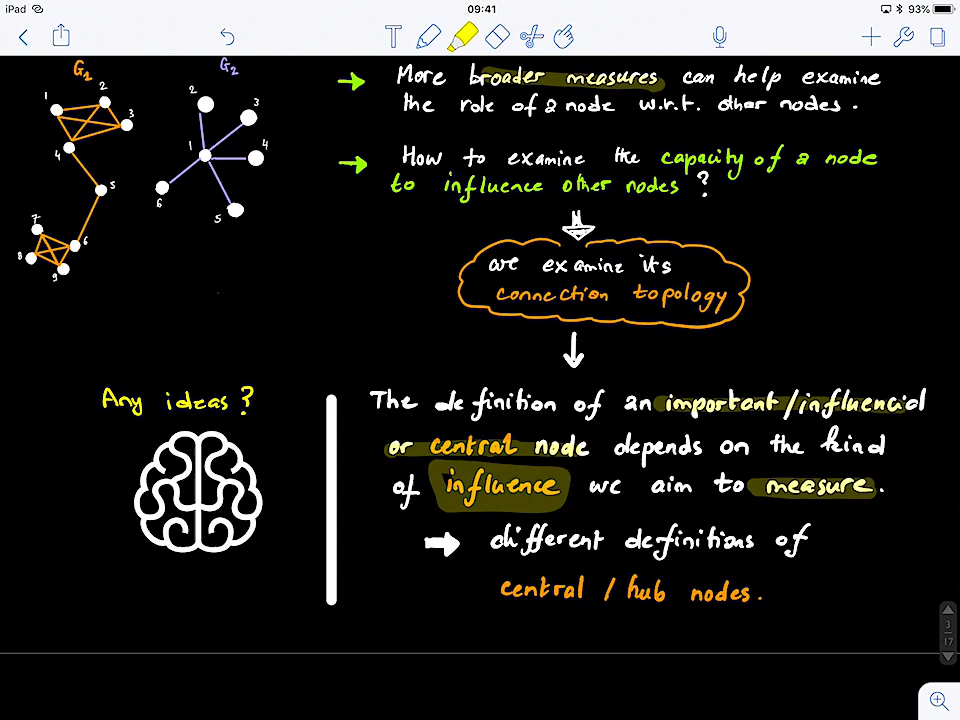 iPad
09:41
93%
T
G2
G2
1
2
3
4
5
6
7
8
9
2
3
1
4
6
5
→ More broader measures can help examine
the role of a node w.r.t. other nodes.
→ How to examine the capacity of a node
to influence other nodes?
we examine its
connection topology
Any ideas?
The definition of an important/influencial
or central node depends on the kind
of influence we aim to measure.
→ different definitions of
central / hub nodes.
3
17